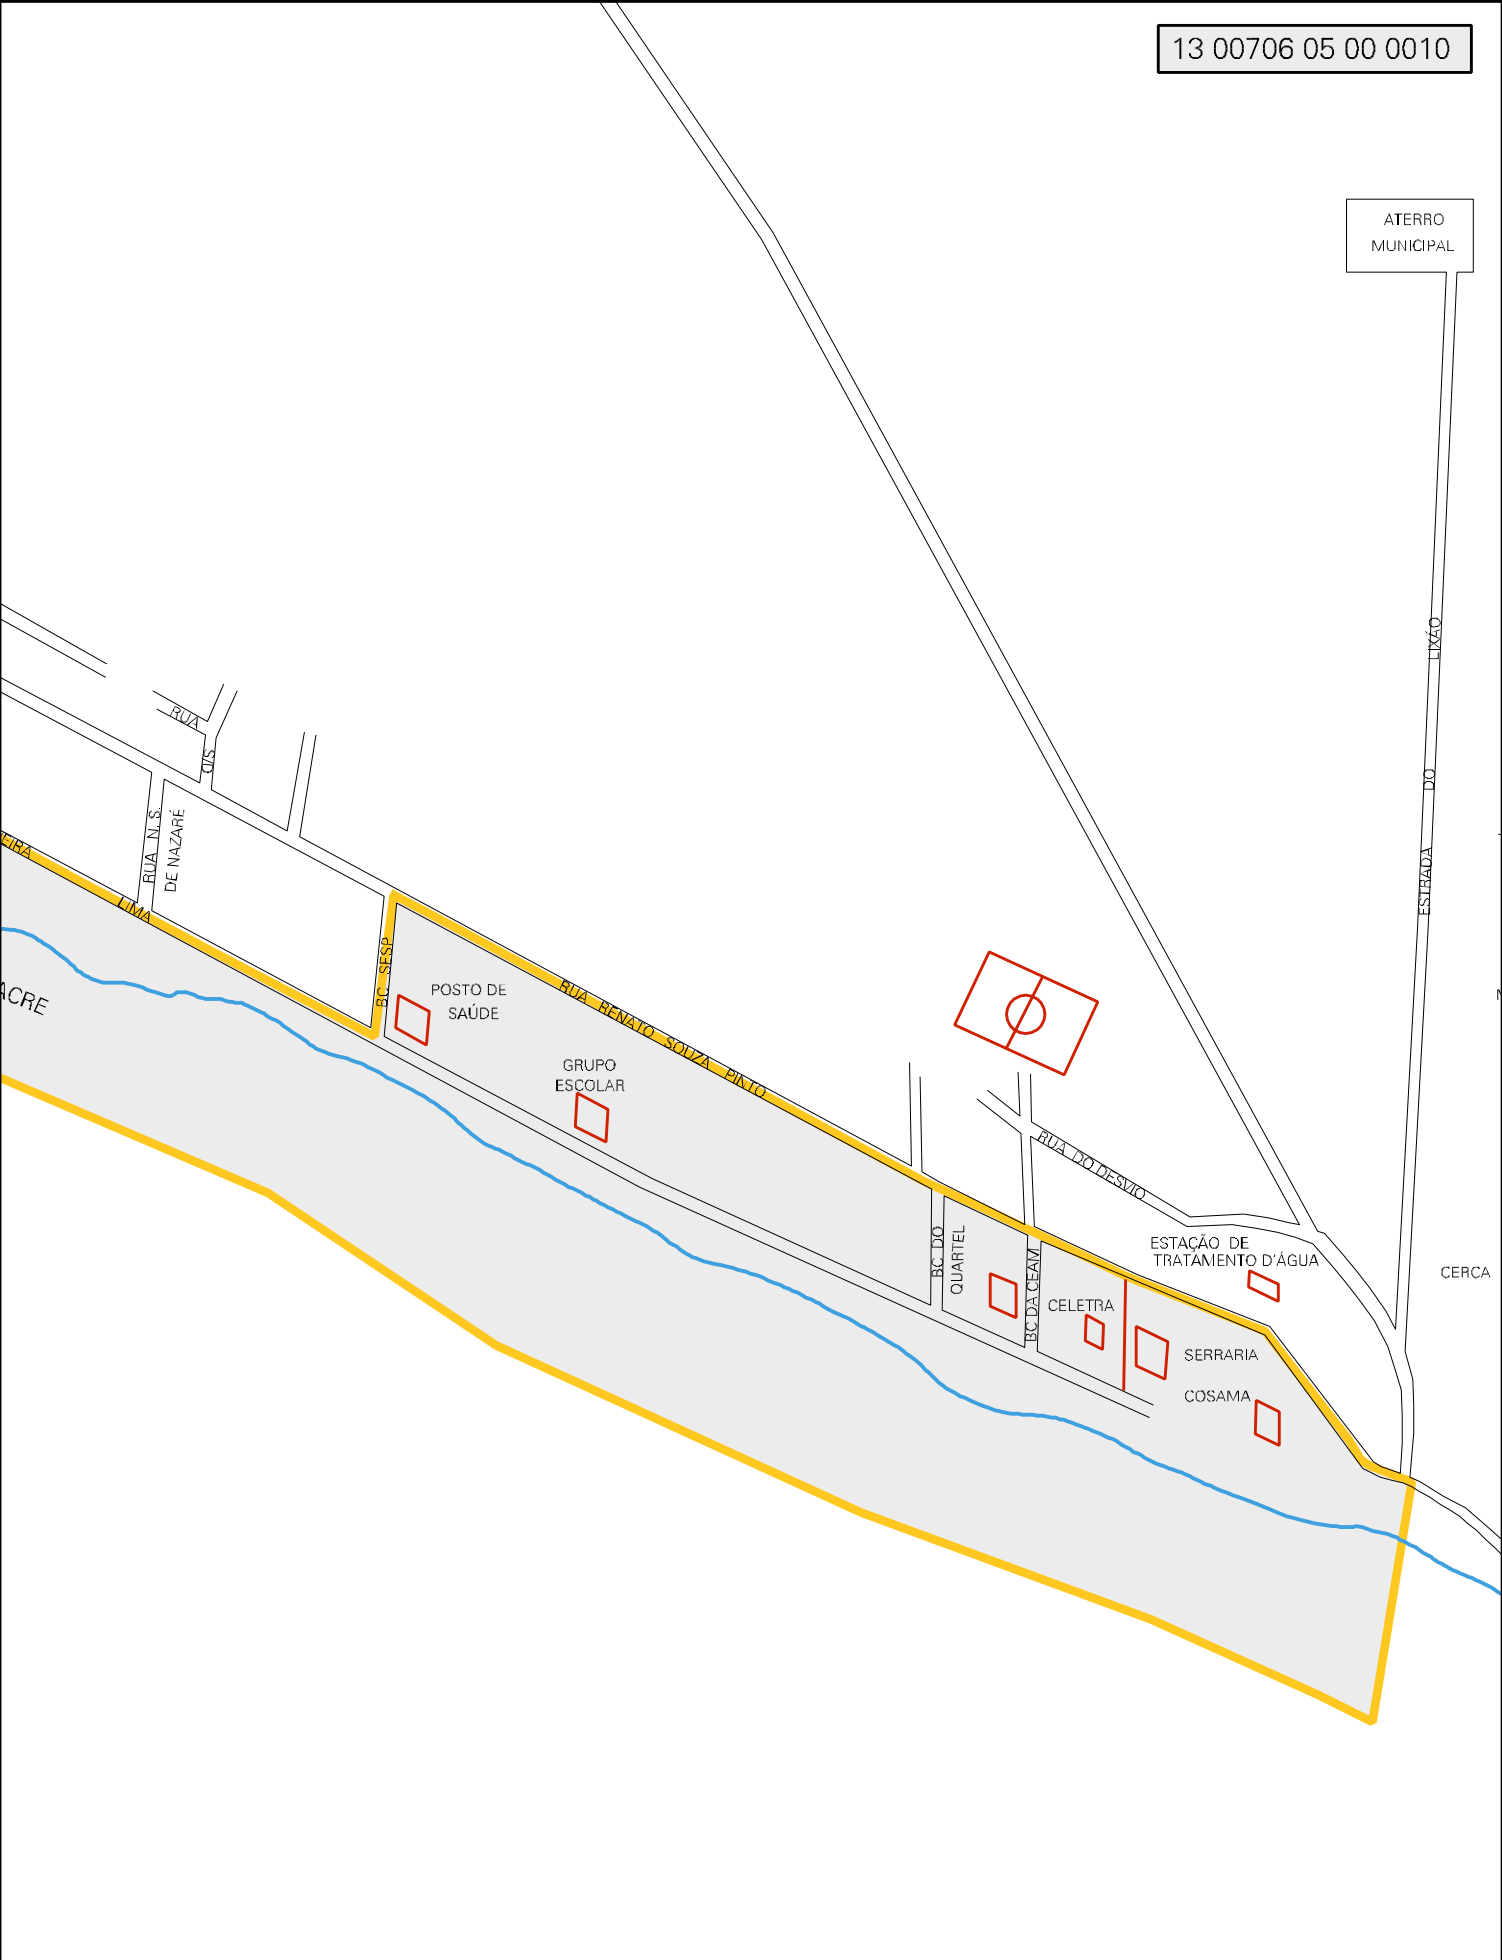 13 00706 05 00 0010
ATERRO
MUNICIPAL
LIXÃO
DO
ESTRADA
RUA
D/S
RUA N. S.
DE NAZARÉ
EIRA
LIMA
ACRE
BC SESP
POSTO DE
SAÚDE
RUA RENATO SOUZA PINTO
GRUPO
ESCOLAR
RUA DO DESVIO
BC DO
QUARTEL
BC DA CEAM
ESTAÇÃO DE
TRATAMENTO D'ÁGUA
CERCA
CELETRA
SERRARIA
COSAMA